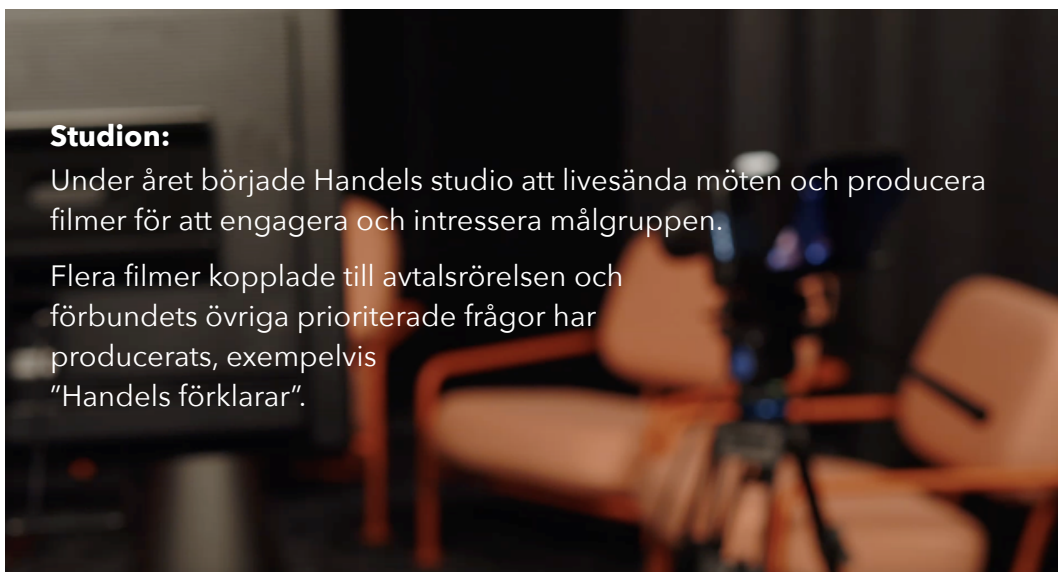 Studion:
Under året började Handels studio att livesända möten och producera
filmer för att engagera och intressera målgruppen.
Flera filmer kopplade till avtalsrörelsen och
förbundets övriga prioriterade frågor har
producerats, exempelvis
”Handels förklarar”.